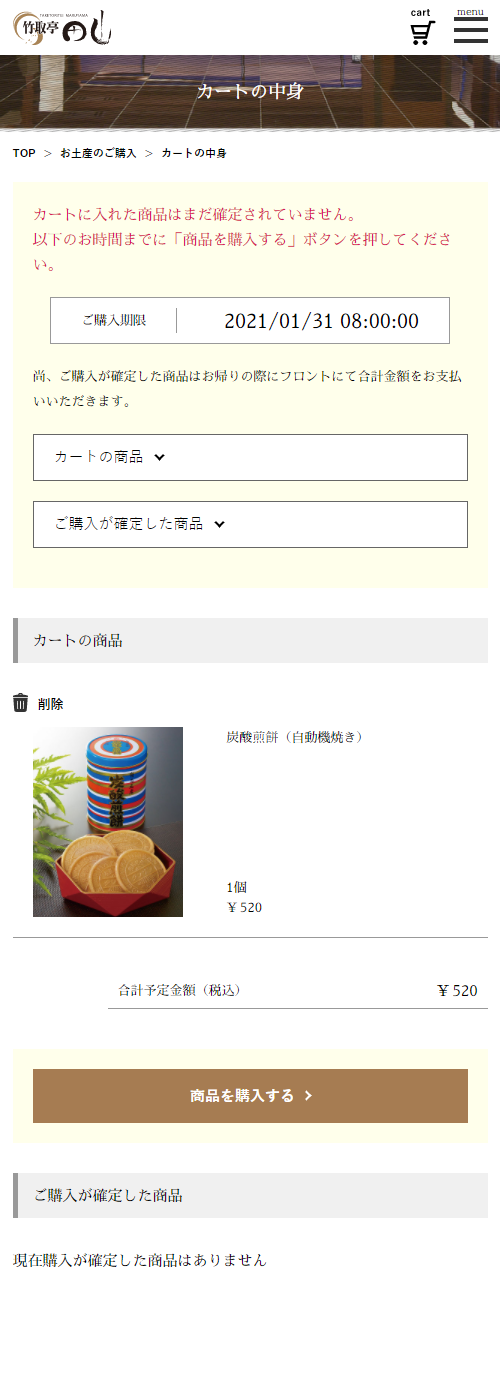 TAKETORITEI MARUYAMA
竹取亭
cart
menu
カートの中身
TOP > お土産のご購入 > カートの中身
カートに入れた商品はまだ確定されていません。
以下のお時間までに「商品を購入する」ボタンを押してくださ
い。
ご購入期限 2021/01/31 08:00:00
尚、ご購入が確定した商品はお帰りの際にフロントにて合計金額をお支払
いいただきます。
カートの商品
ご購入が確定した商品
カートの商品
削除
炭酸煎餅（自動機焼き）
炭酸煎餅
1個
￥520
合計予定金額（税込） ￥520
商品を購入する
ご購入が確定した商品
現在購入が確定した商品はありません